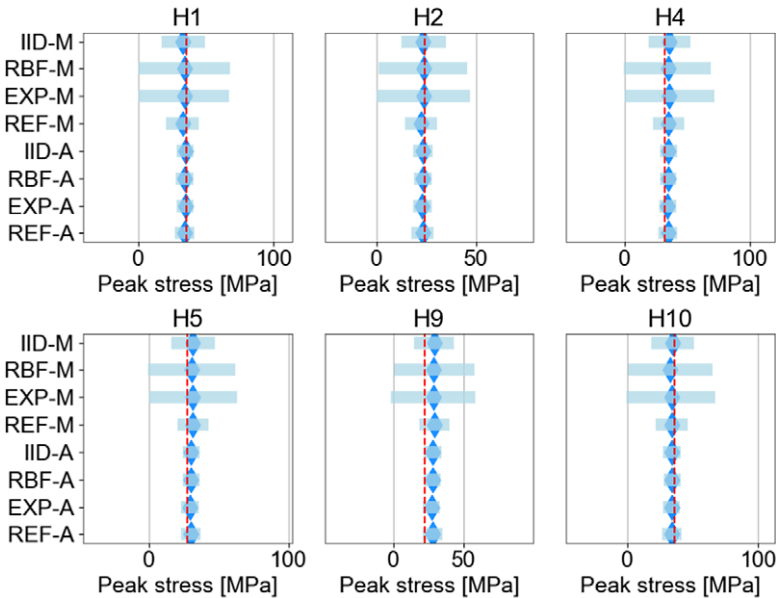 H1 H2 H4
IID-M
RBF-M
EXP-M
REF-M
IID-A
RBF-A
EXP-A
REF-A
0 100 0 50 0 100
Peak stress [MPa] Peak stress [MPa] Peak stress [MPa]
H5 H9 H10
IID-M
RBF-M
EXP-M
REF-M
IID-A
RBF-A
EXP-A
REF-A
0 100 0 50 0 100
Peak stress [MPa] Peak stress [MPa] Peak stress [MPa]